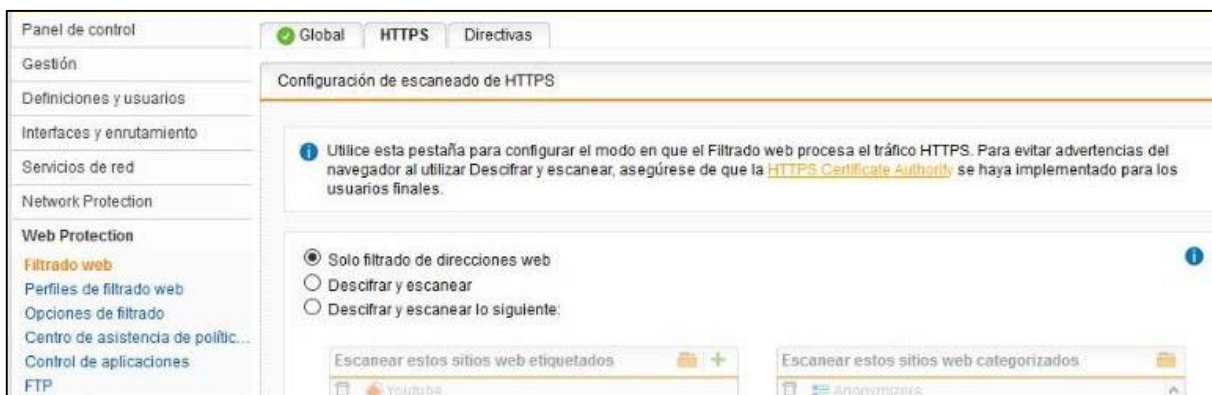 Panel de control
Gestión
Definiciones y usuarios
Interfaces y enrutamiento
Servicios de red
Network Protection
Web Protection
Filtrado web
Perfiles de filtrado web
Opciones de filtrado
Centro de asistencia de polític...
Control de aplicaciones
FTP
Global HTTPS Directivas
Configuración de escaneado de HTTPS
Utilice esta pestaña para configurar el modo en que el Filtrado web procesa el tráfico HTTPS. Para evitar advertencias del
navegador al utilizar Descifrar y escanear, asegúrese de que la HTTPS Certificate Authority se haya implementado para los
usuarios finales.
Solo filtrado de direcciones web
Descifrar y escanear
Descifrar y escanear lo siguiente:
Escanear estos sitios web etiquetados
Youtube
Escanear estos sitios web categorizados
Anonymizers